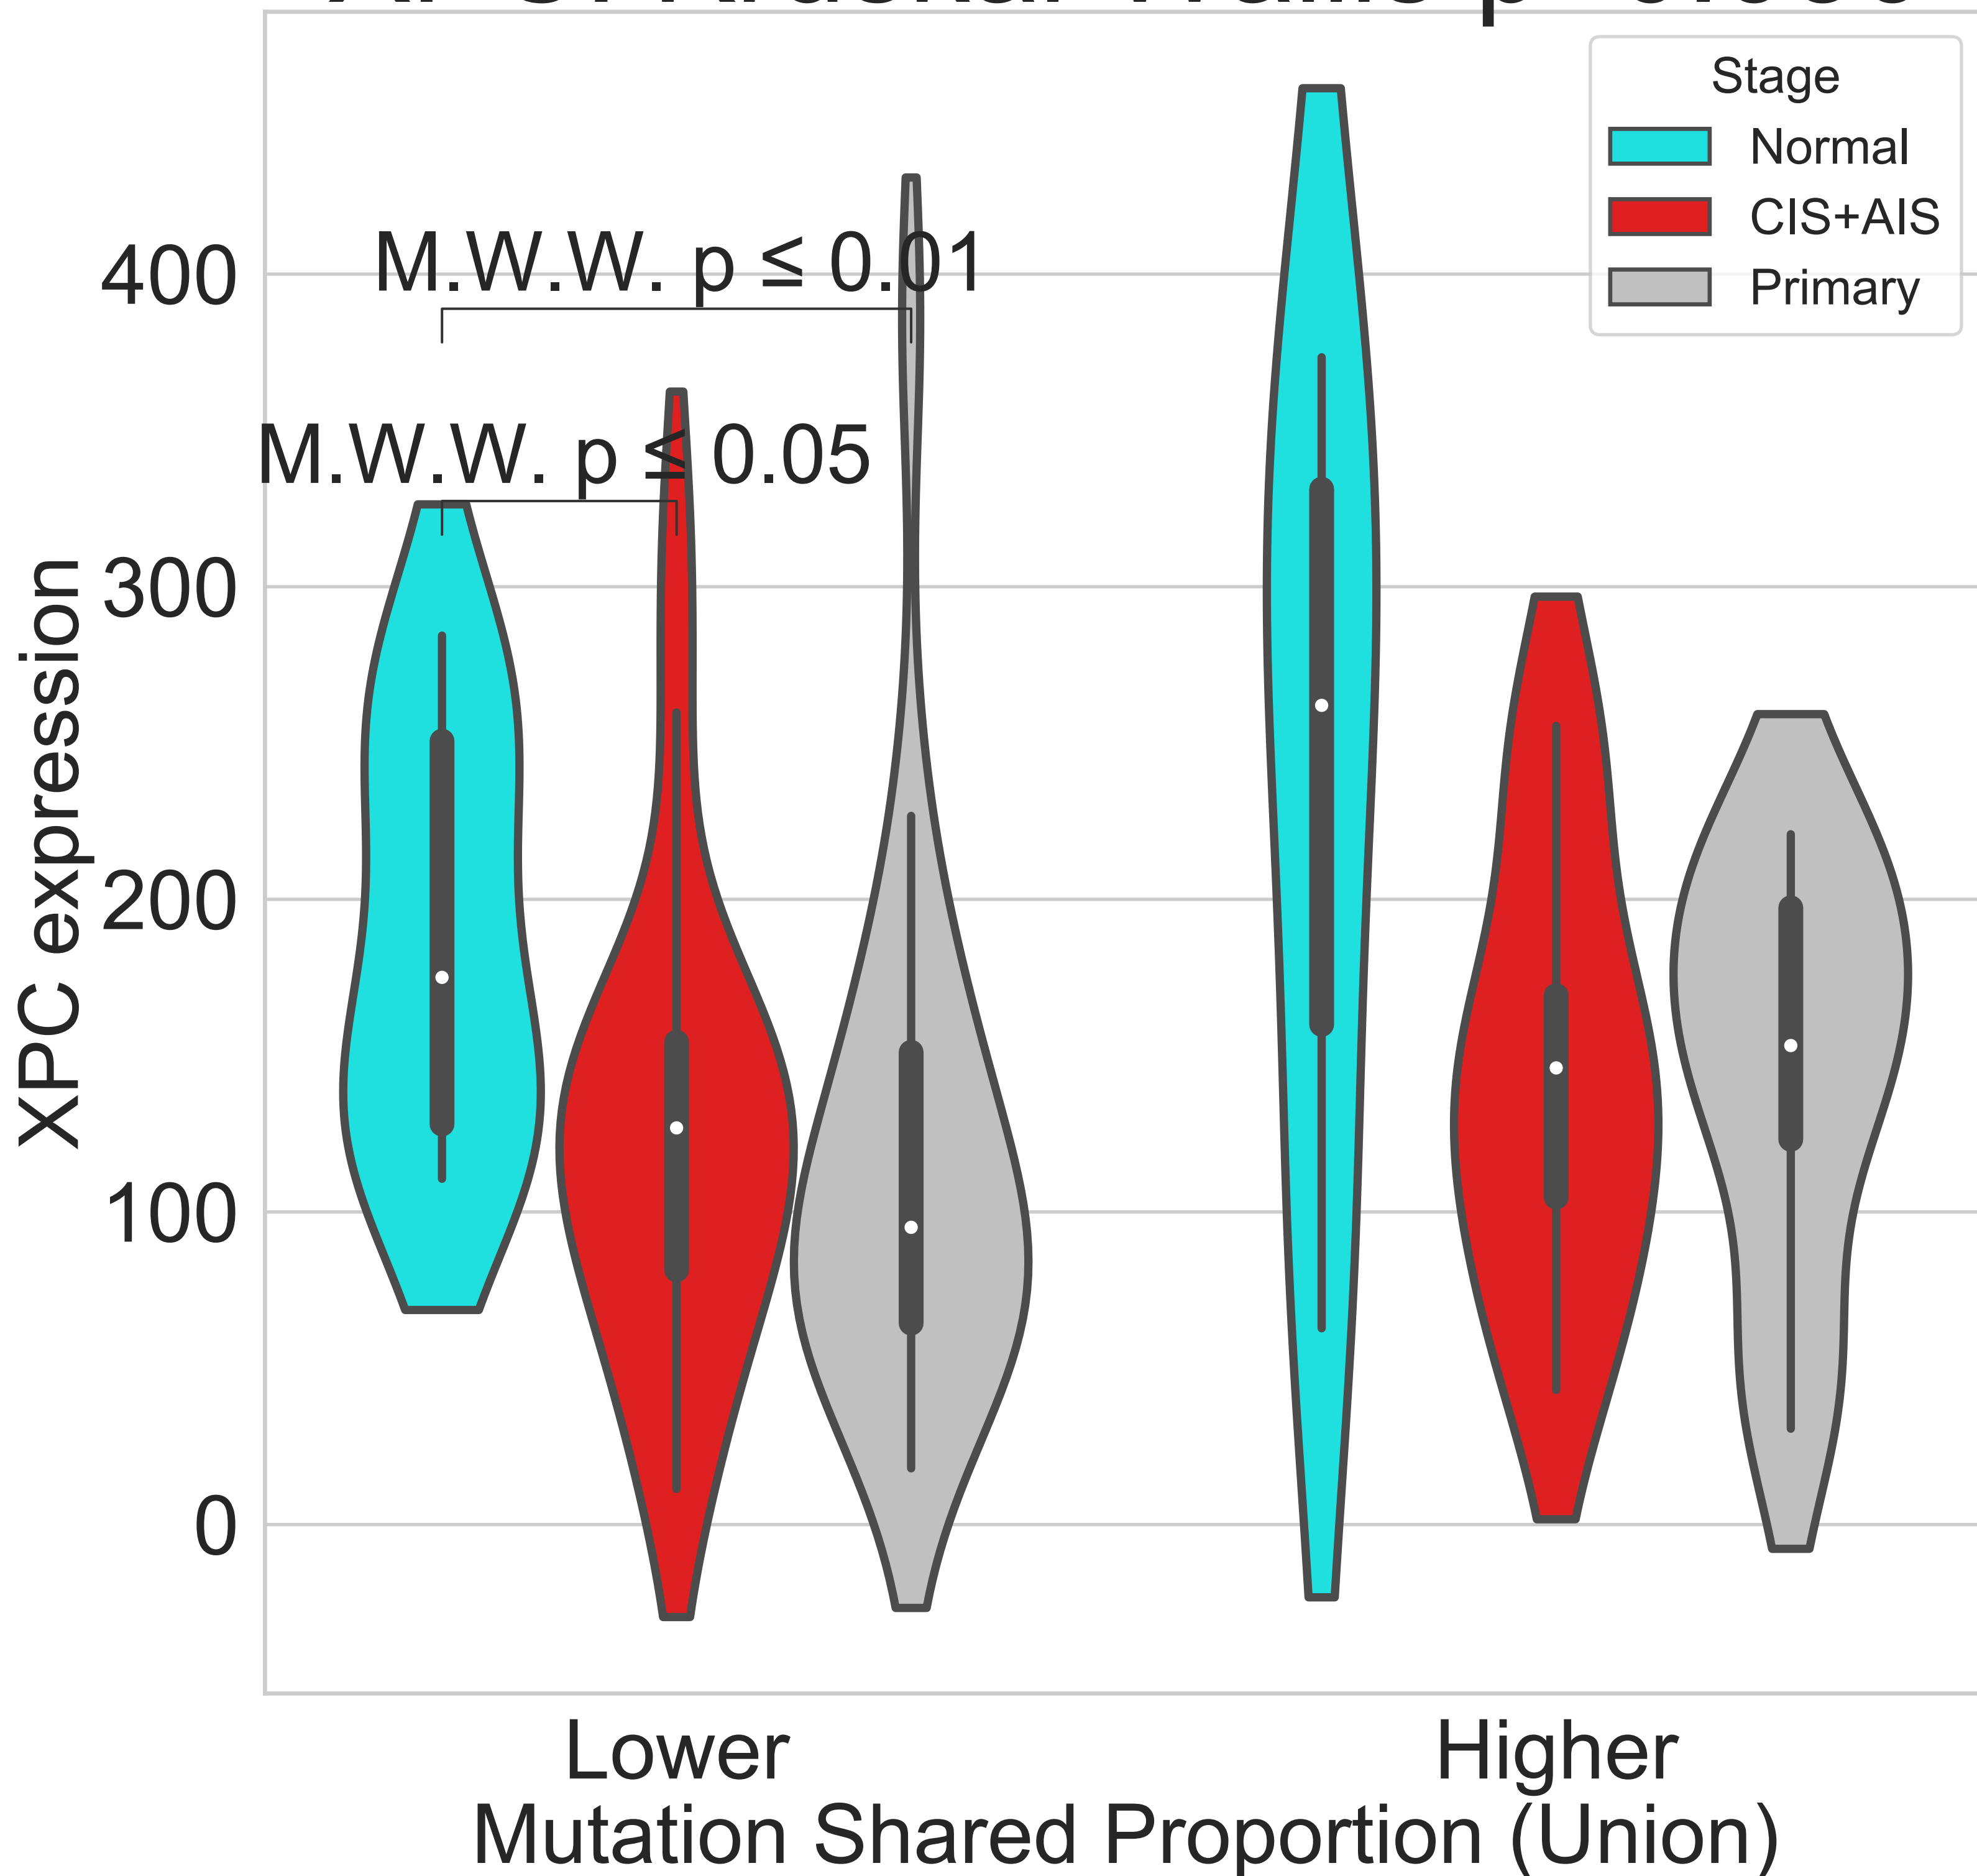 Stage
Normal
CIS+AIS
Primary
M.W.W. p ≤ 0.01
M.W.W. p ≤ 0.05
XPC expression
400
300
200
100
0
Lower
Higher
Mutation Shared Proportion (Union)